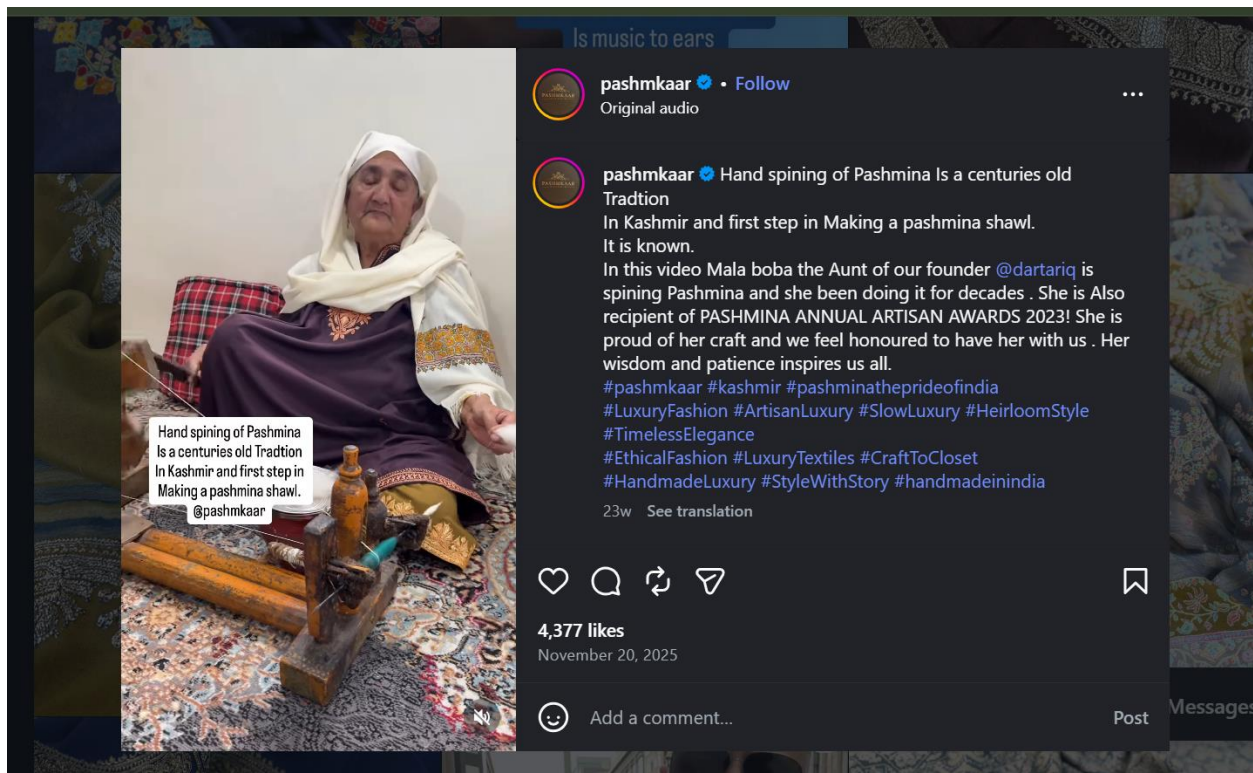 Is music to ears
pashmkaar • Follow
Original audio
...
pashmkaar Hand spining of Pashmina Is a centuries old
Tradtion
In Kashmir and first step in Making a pashmina shawl.
It is known.
In this video Mala boba the Aunt of our founder @dartariq is
spining Pashmina and she been doing it for decades . She is Also
recipient of PASHMINA ANNUAL ARTISAN AWARDS 2023! She is
proud of her craft and we feel honoured to have her with us . Her
wisdom and patience inspires us all.
#pashmkaar #kashmir #pashminatheprideofindia
#LuxuryFashion #ArtisanLuxury #SlowLuxury #HeirloomStyle
#TimelessElegance
#EthicalFashion #LuxuryTextiles #CraftToCloset
#HandmadeLuxury #StyleWithStory #handmadeinindia
23w See translation
Hand spining of Pashmina
Is a centuries old Tradtion
In Kashmir and first step in
Making a pashmina shawl.
@pashmkaar
4,377 likes
November 20, 2025
Add a comment...
Post
Messages